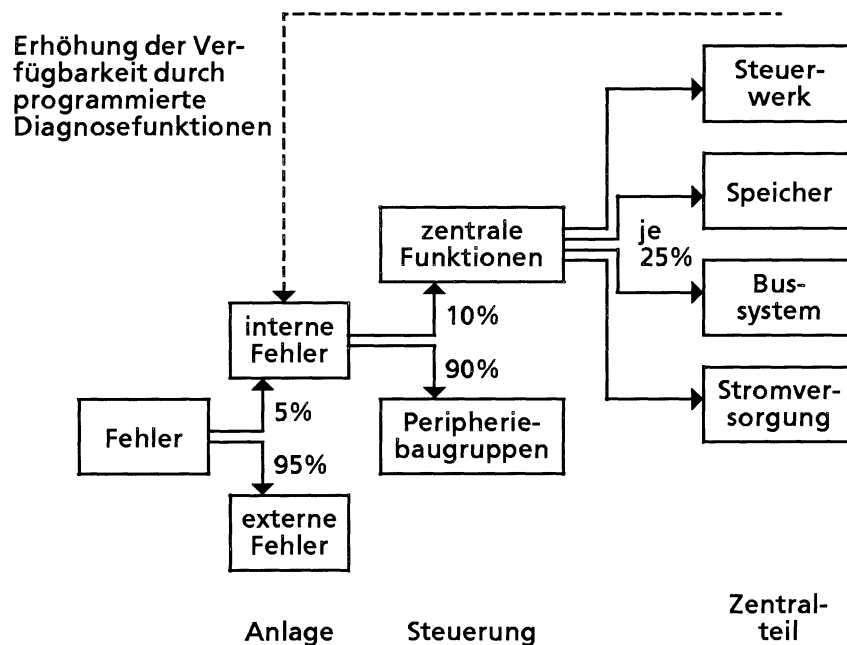 Erhöhung der Ver-
fügbarkeit durch
programmierte
Diagnosefunktionen
Steuer-
werk
Speicher
zentrale
Funktionen
je
25%
Bus-
system
interne
Fehler
10%
90%
Stromver-
sorgung
5%
Fehler
Peripherie-
baugruppen
95%
externe
Fehler
Anlage
Steuerung
Zentral-
teil